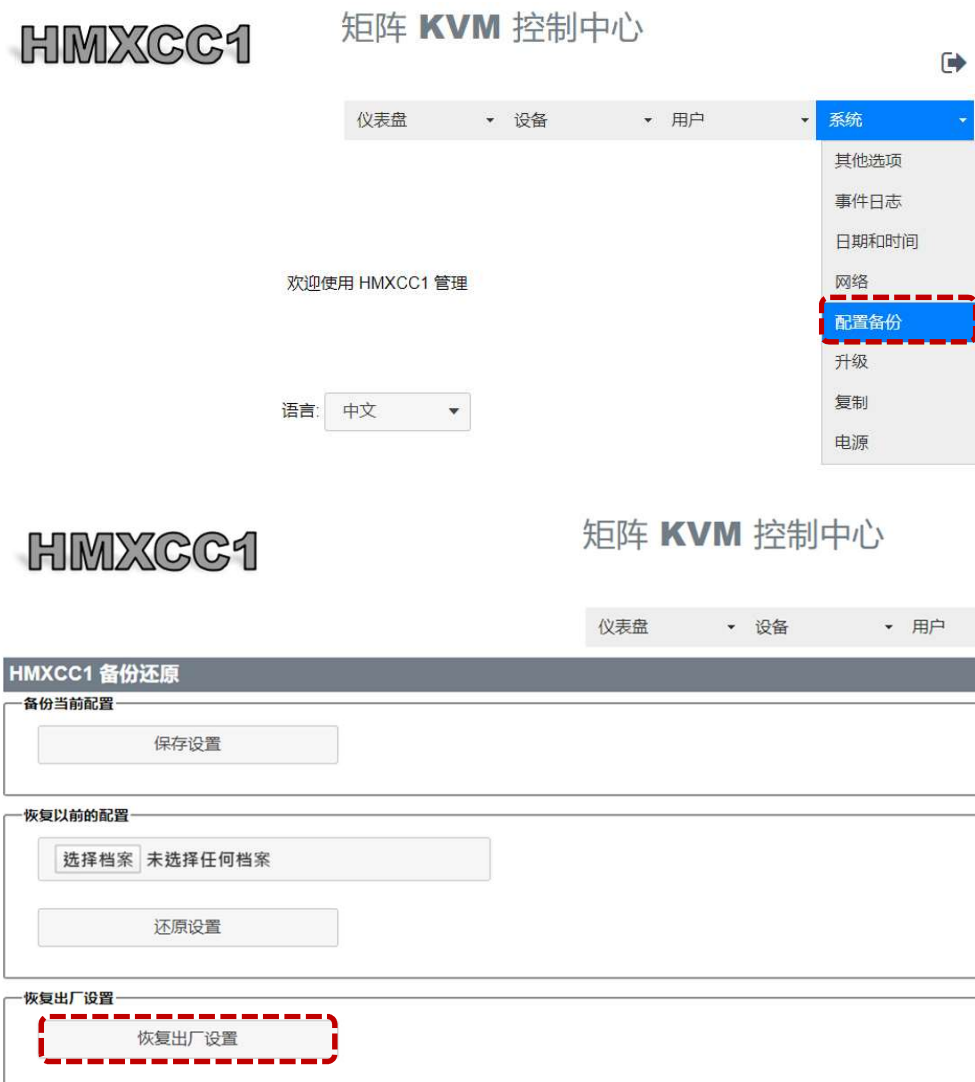 HMXCC1
矩阵 KVM 控制中心
仪表盘 设备 用户 系统
其他选项
事件日志
日期和时间
欢迎使用 HMXCC1 管理
网络
配置备份
升级
语言: 中文
复制
电源
HMXCC1
矩阵 KVM 控制中心
仪表盘 设备 用户
HMXCC1 备份还原
备份当前配置
保存设置
恢复以前的配置
选择档案 未选择任何档案
还原设置
恢复出厂设置
恢复出厂设置